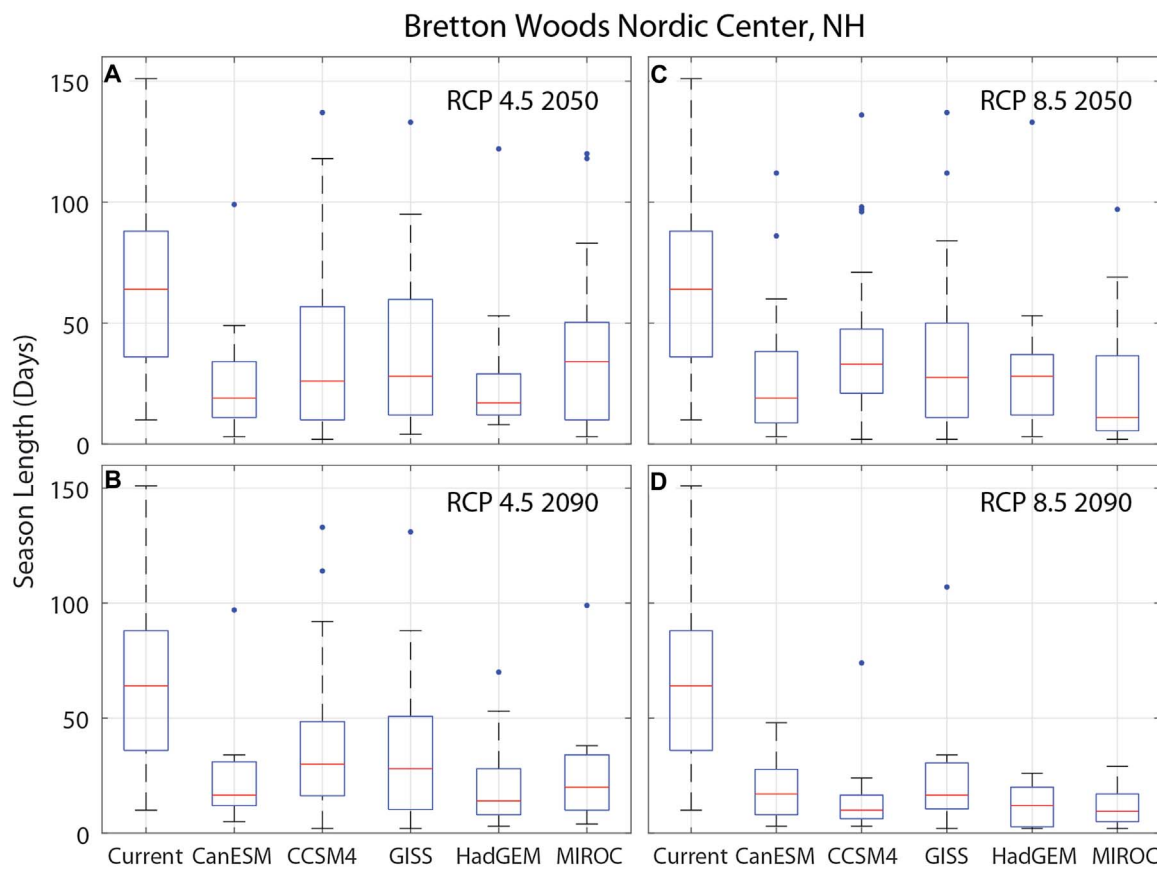 Bretton Woods Nordic Center, NH
A
RCP 4.5 2050
C
RCP 8.5 2050
150
100
50
0
B
RCP 4.5 2090
D
RCP 8.5 2090
150
100
50
0
Season Length (Days)
Current CanESM CCSM4 GISS HadGEM MIROC Current CanESM CCSM4 GISS HadGEM MIROC